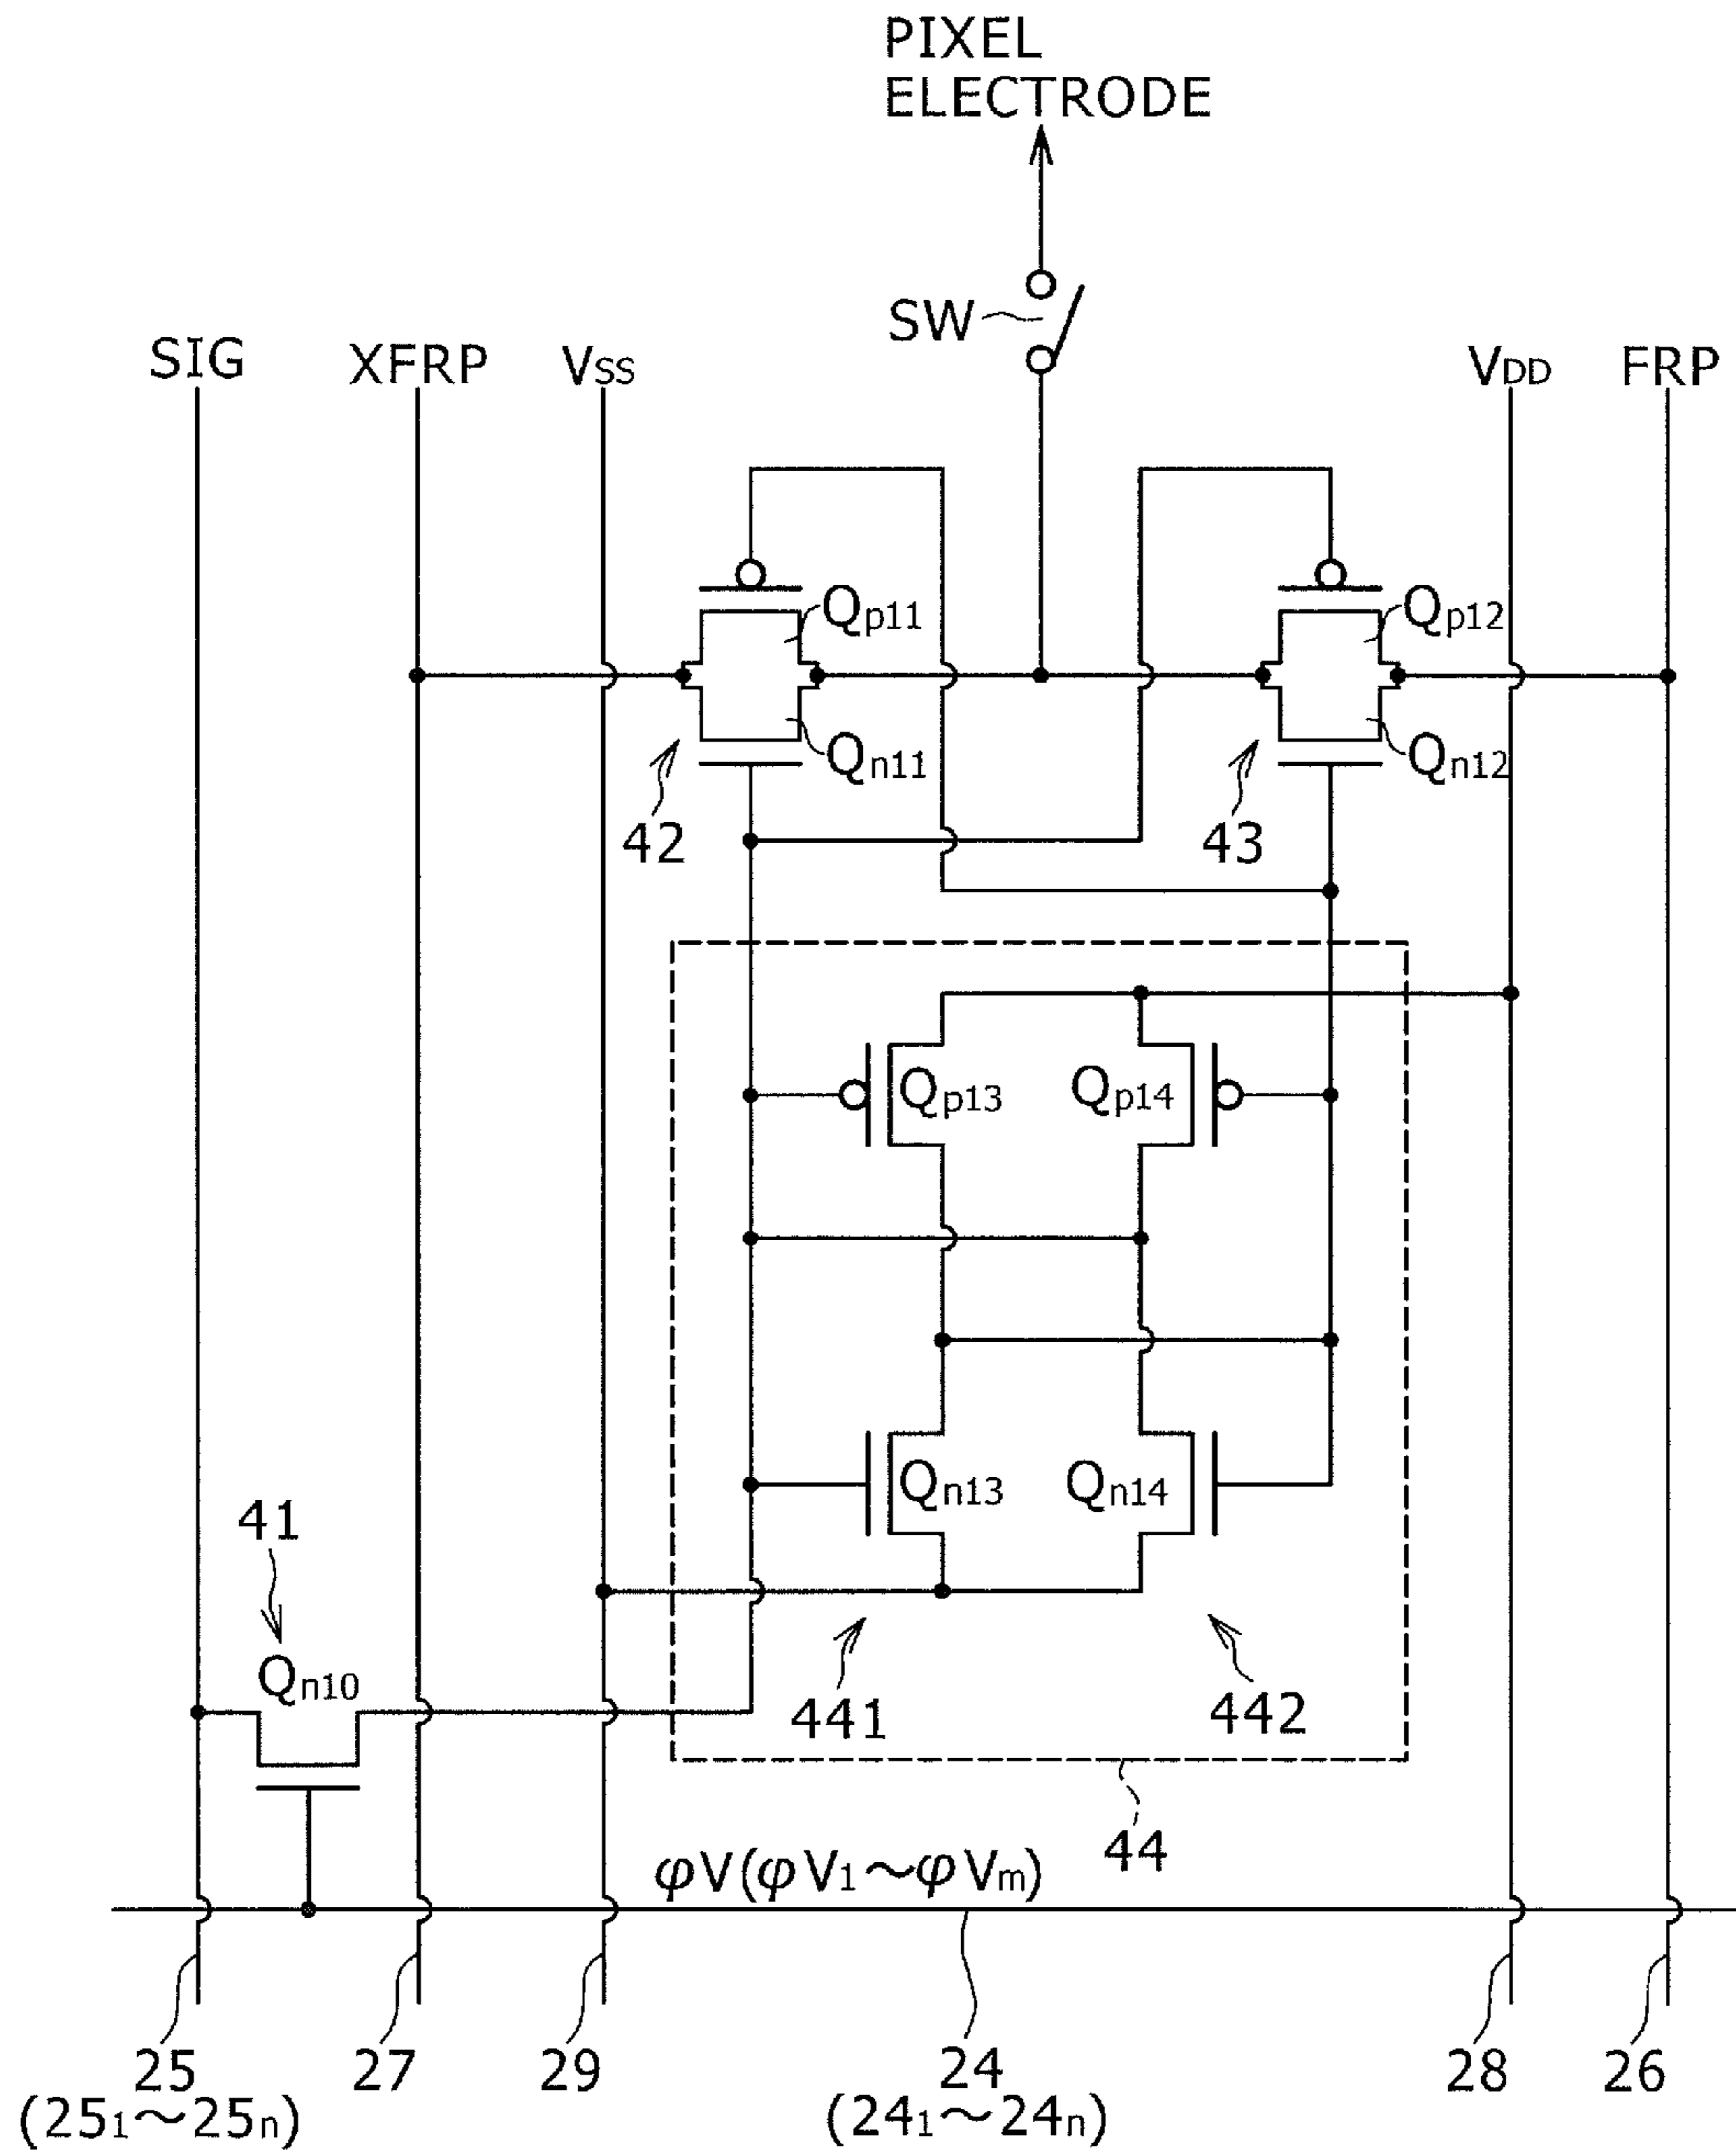 PIXEL
ELECTRODE
SW
SIG
XFRP
VSS
VDD
FRP
Qp11
Qp12
Qn11
Qn12
42
43
Qp13
Qp14
Qn13
Qn14
41
Qn10
441
442
44
φV(φV1～φVm)
25
(251～25n)
27
29
24
(241～24n)
28
26